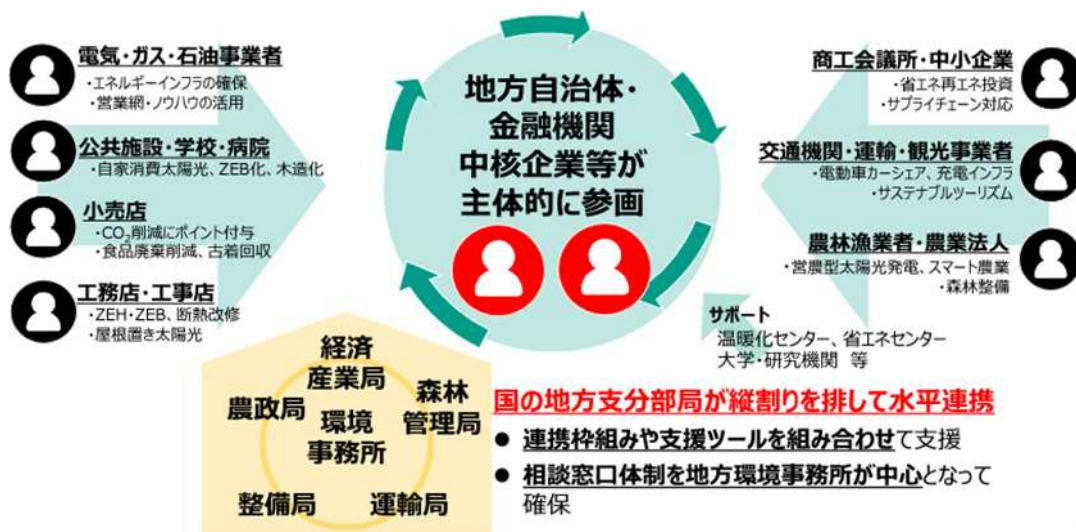 電気・ガス・石油事業者
・エネルギーインフラの確保
・営業網・ノウハウの活用
公共施設・学校・病院
・自家消費太陽光、ZEB化、木造化
小売店
・CO₂削減にポイント付与
・食品廃棄削減、古着回収
工務店・工事店
・ZEH・ZEB、断熱改修
・屋根置き太陽光
地方自治体・
金融機関
中核企業等が
主体的に参画
商工会議所・中小企業
・省エネ再エネ投資
・サプライチェーン対応
交通機関・運輸・観光事業者
・電動車カーシェア、充電インフラ
・サステナブルツーリズム
農林漁業者・農業法人
・営農型太陽光発電、スマート農業
・森林整備
サポート
温暖化センター、省エネセンター
大学・研究機関 等
経済
産業局
農政局
森林
管理局
環境
事務所
整備局
運輸局
国の地方支分部局が縦割りを排して水平連携
● 連携枠組みや支援ツールを組み合わせて支援
● 相談窓口体制を地方環境事務所が中心となって
確保